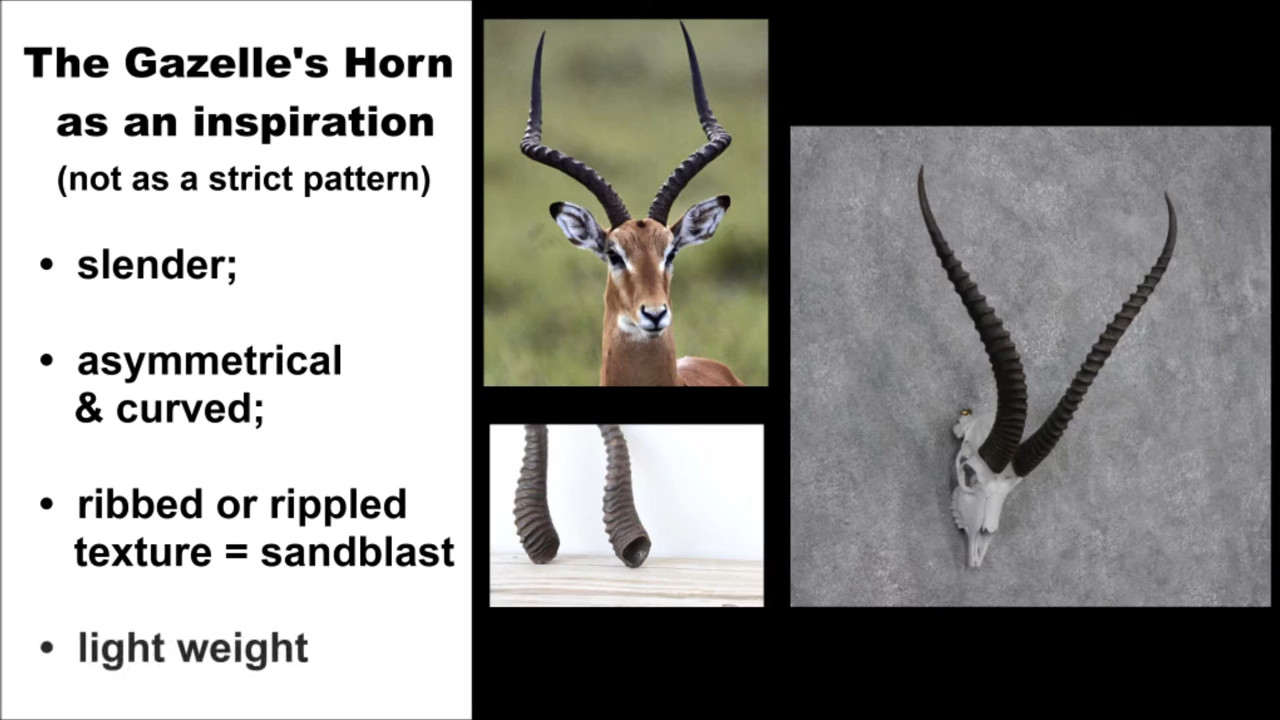 The Gazelle's Horn
as an inspiration
(not as a strict pattern)
• slender;
• asymmetrical
& curved;
• ribbed or rippled
texture = sandblast
• light weight